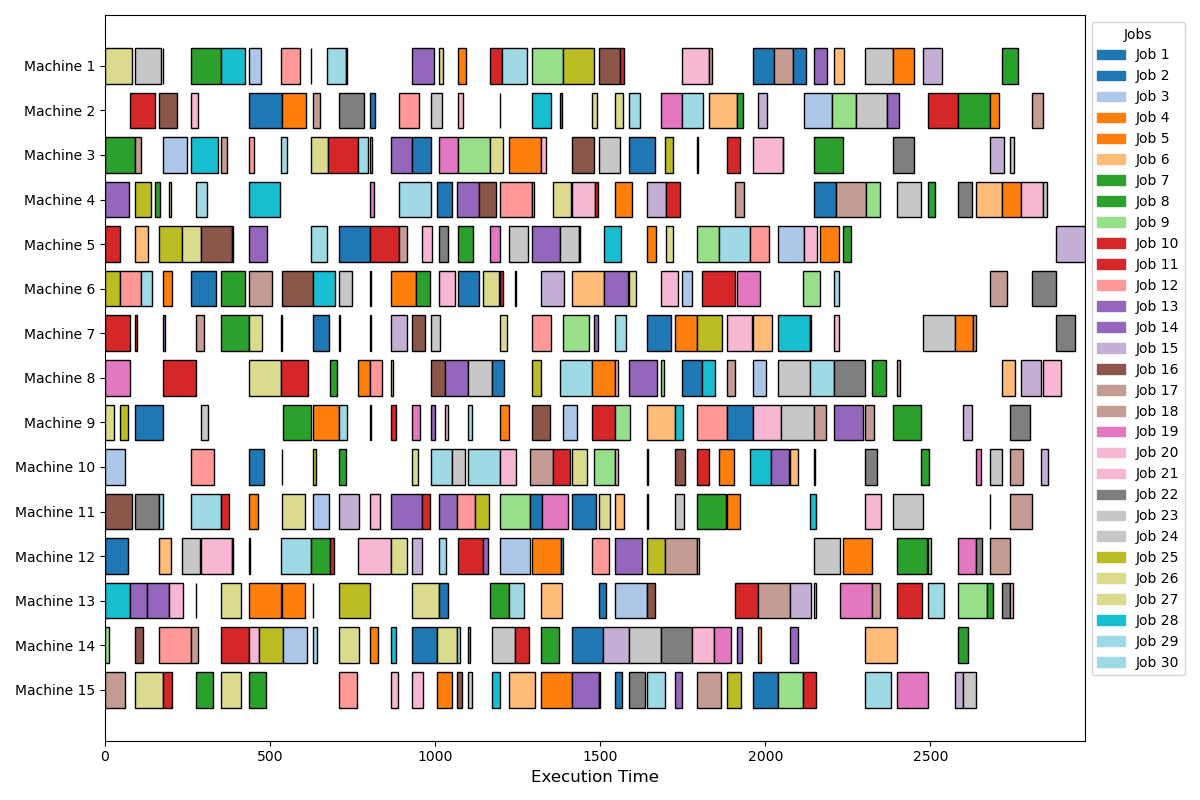 Machine 1
Machine 2
Machine 3
Machine 4
Machine 5
Machine 6
Machine 7
Machine 8
Machine 9
Machine 10
Machine 11
Machine 12
Machine 13
Machine 14
Machine 15
0 500 1000 1500 2000 2500
Execution Time
Jobs
Job 1
Job 2
Job 3
Job 4
Job 5
Job 6
Job 7
Job 8
Job 9
Job 10
Job 11
Job 12
Job 13
Job 14
Job 15
Job 16
Job 17
Job 18
Job 19
Job 20
Job 21
Job 22
Job 23
Job 24
Job 25
Job 26
Job 27
Job 28
Job 29
Job 30